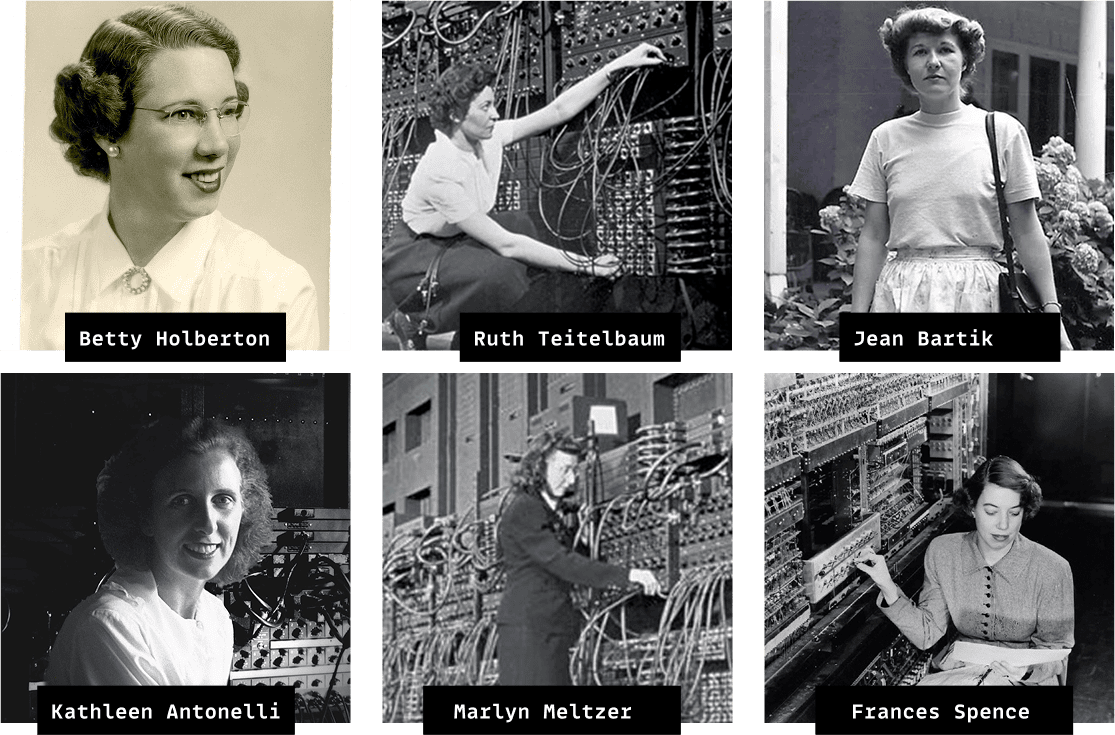 Betty Holberton
Ruth Teitelbaum
Jean Bartik
Kathleen Antonelli
Marlyn Meltzer
Frances Spence